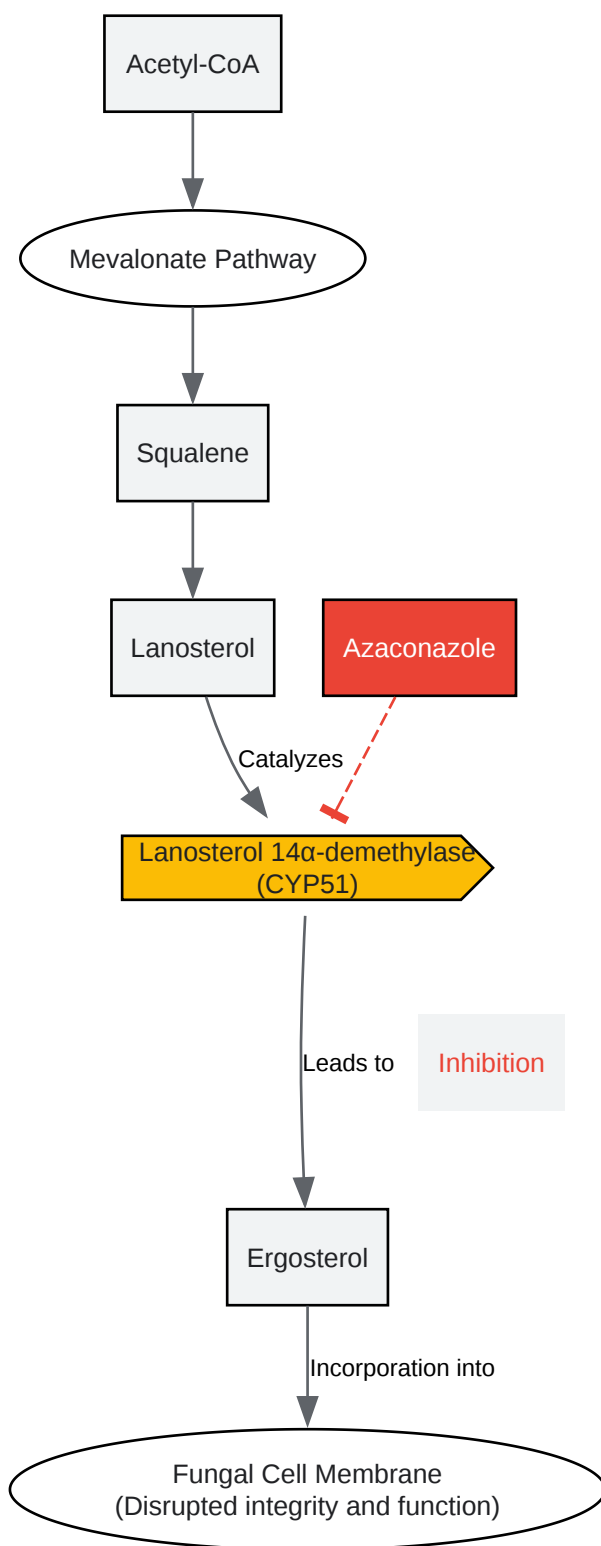 Acetyl-CoA
Mevalonate Pathway
Squalene
Lanosterol
Azaconazole
Catalyzes
Lanosterol 14α-demethylase
(CYP51)
Leads to
Inhibition
Ergosterol
Incorporation into
Fungal Cell Membrane
(Disrupted integrity and function)